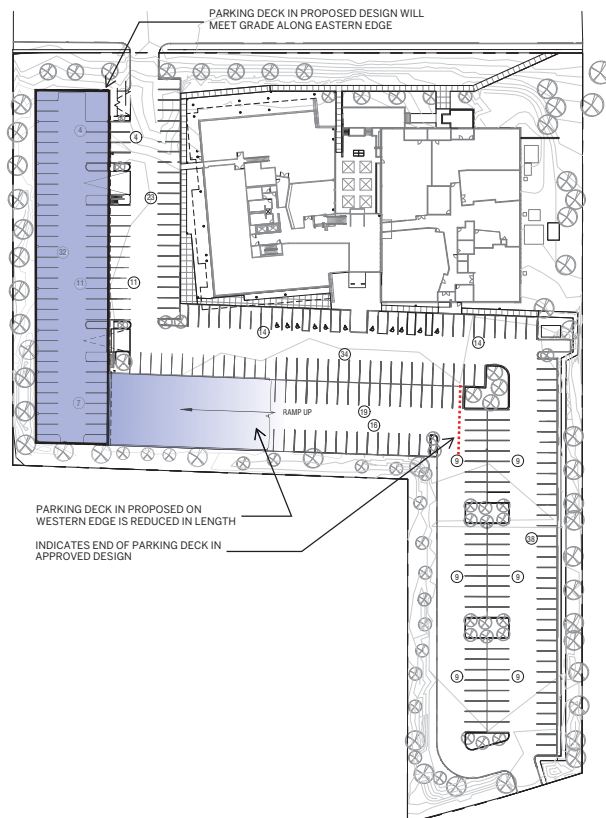 PARKING DECK IN PROPOSED DESIGN WILL
MEET GRADE ALONG EASTERN EDGE
4
4
23
32
11
11
14
14
34
7
RAMP UP
19
16
9
9
PARKING DECK IN PROPOSED ON
WESTERN EDGE IS REDUCED IN LENGTH
INDICATES END OF PARKING DECK IN
APPROVED DESIGN
38
9
9
9
9